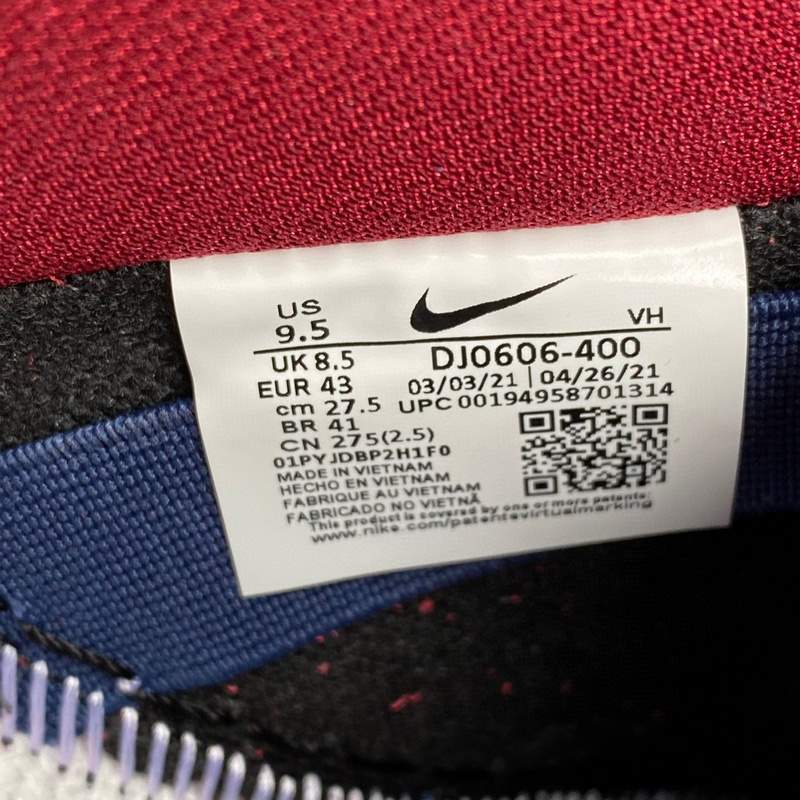 US
9.5
VH
UK 8.5
DJ0606-400
EUR 43
03/03/21 | 04/26/21
cm 27.5
UPC 00194958701314
BR 41
CN 275(2.5)
01PYJDBP2H1F0
MADE IN VIETNAM
HECHO EN VIETNAM
FABRIQUE AU VIETNAM
FABRICADO NO VIETNÃ
This product is covered by one or more patents:
www.nike.com/patentsvirtualmarking